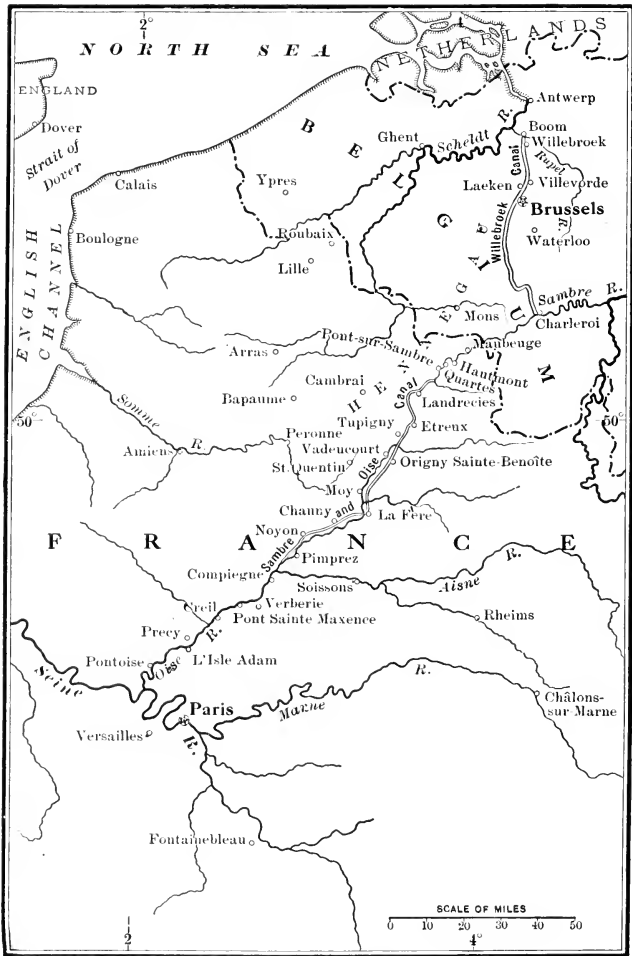 2°
NORTH SEA
NETHERLANDS
ENGLAND
Dover
Strait of
Dover
Antwerp
Boom
Willebroek
Ghent
Scheldt R.
Rupel R.
Calais
Ypres
Laeken
Villevorde
Brussels
Willebroek Canal
Waterloo
BELGIUM
Boulogne
ENGLISH
CHANNEL
Roubaix
Lille
Mons
Sambre R.
Charleroi
HENEGAU
Pont-sur-Sambre
Maubeuge
Hautmont
Quartes
Arras
Cambrai
Bapaume
Landrecies
50°
50°
Somme R.
Tupigny
Etreux
Peronne
Amiens
Vadeucourt
St. Quentin
Origny Sainte-Benoîte
Moy
Sambre and Oise Canal
Chauny
La Fère
Noyon
FRANCE
Pimprez
Compiegne
Soissons
Aisne R.
Creil
Verberie
Pont Sainte Maxence
Rheims
Precy
Oise R.
Pontoise
L'Isle Adam
Seine R.
Paris
Marne R.
Châlons-
sur-Marne
Versailles
Fontainebleau
SCALE OF MILES
0 10 20 30 40 50
2
4°